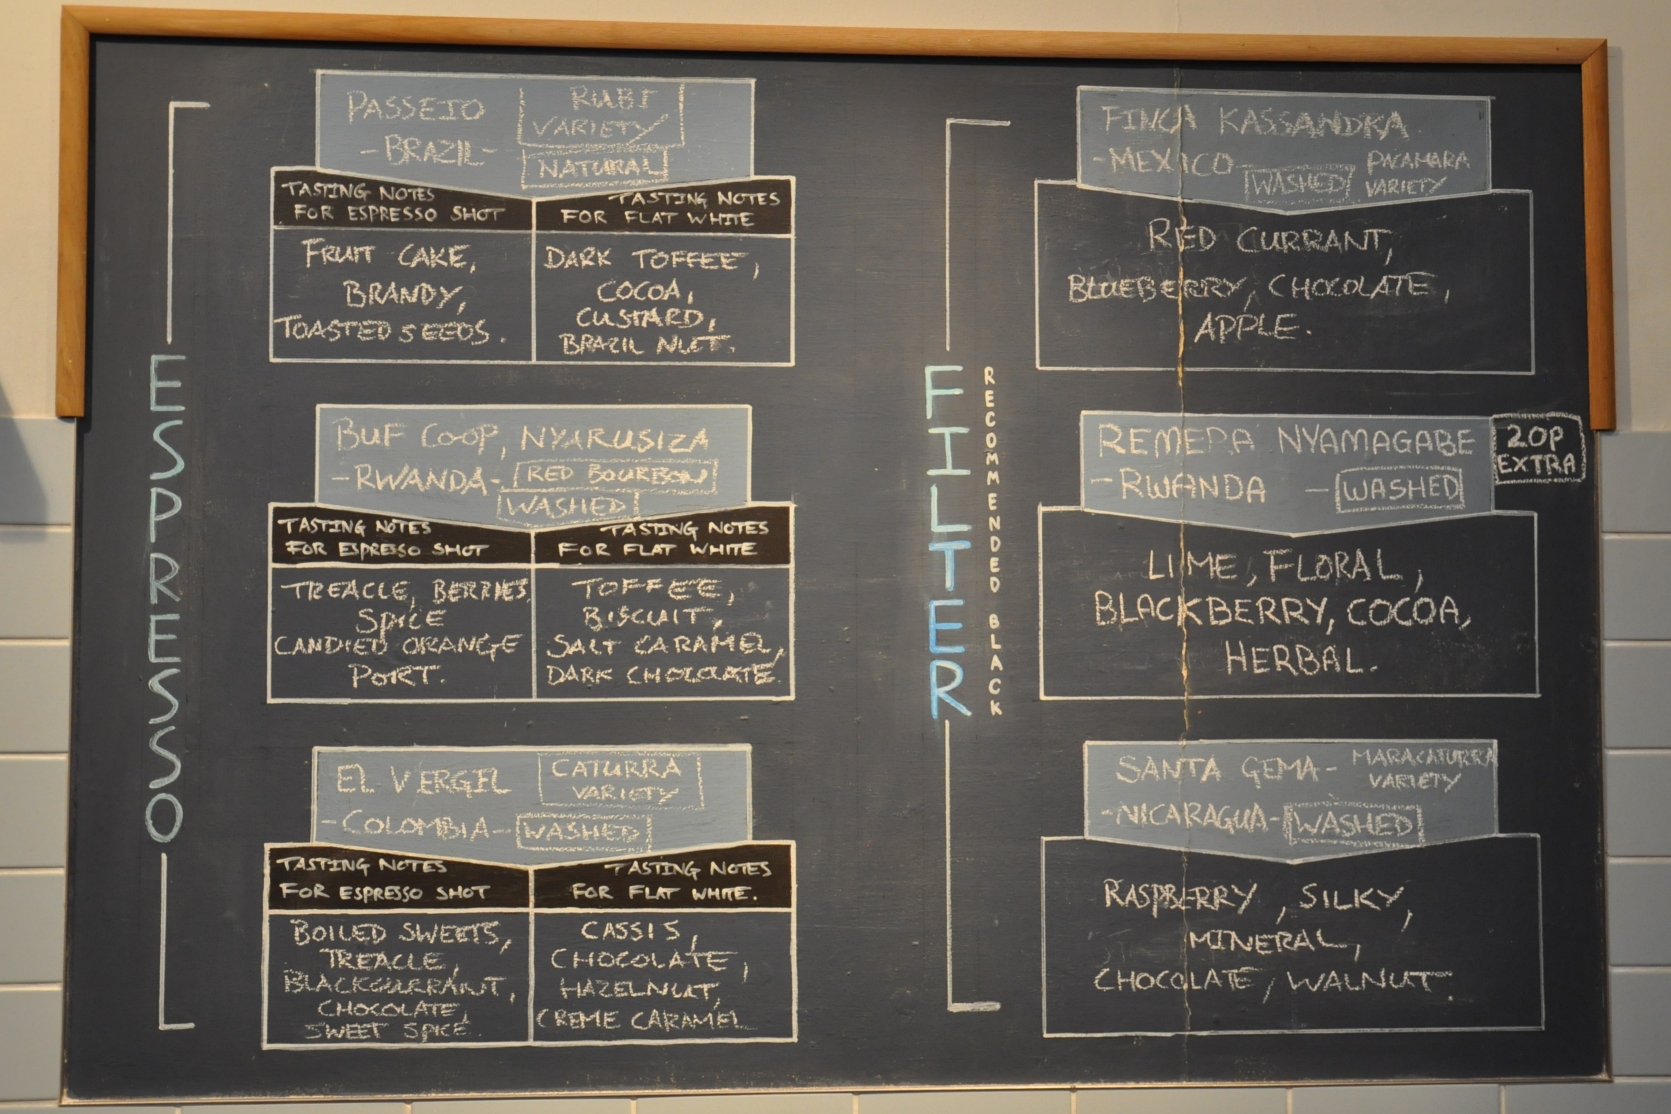 ESPRESSO
PASSEIO
-BRAZIL-
RUBI
VARIETY
NATURAL
TASTING NOTES
FOR ESPRESSO SHOT
FRUIT CAKE,
BRANDY,
TOASTED SEEDS.
TASTING NOTES
FOR FLAT WHITE
DARK TOFFEE,
COCOA,
CUSTARD,
BRAZIL NUT.
BUF COOP, NYARUSIZA
-RWANDA- RED BOURBON
WASHED
TASTING NOTES
FOR ESPRESSO SHOT
TREACLE, BERRIES,
SPICE
CANDIED ORANGE
PORT.
TASTING NOTES
FOR FLAT WHITE
TOFFEE,
BISCUIT,
SALT CARAMEL,
DARK CHOCOLATE.
EL VERGEL
-COLOMBIA- WASHED
CATURRA
VARIETY
TASTING NOTES
FOR ESPRESSO SHOT
BOILED SWEETS,
TREACLE,
BLACKCURRANT,
CHOCOLATE,
SWEET SPICE.
TASTING NOTES
FOR FLAT WHITE.
CASSIS,
CHOCOLATE,
HAZELNUT,
CREME CARAMEL
FILTER
RECOMMENDED BLACK
FINCA KASSANDRA
-MEXICO- WASHED
PACAMARA
VARIETY
RED CURRANT,
BLUEBERRY, CHOCOLATE,
APPLE.
REMERA NYAMAGABE
-RWANDA - WASHED
20P
EXTRA
LIME, FLORAL,
BLACKBERRY, COCOA,
HERBAL.
SANTA GEMA-
-NICARAGUA- WASHED
MARACATURRA
VARIETY
RASPBERRY, SILKY,
MINERAL,
CHOCOLATE, WALNUT.